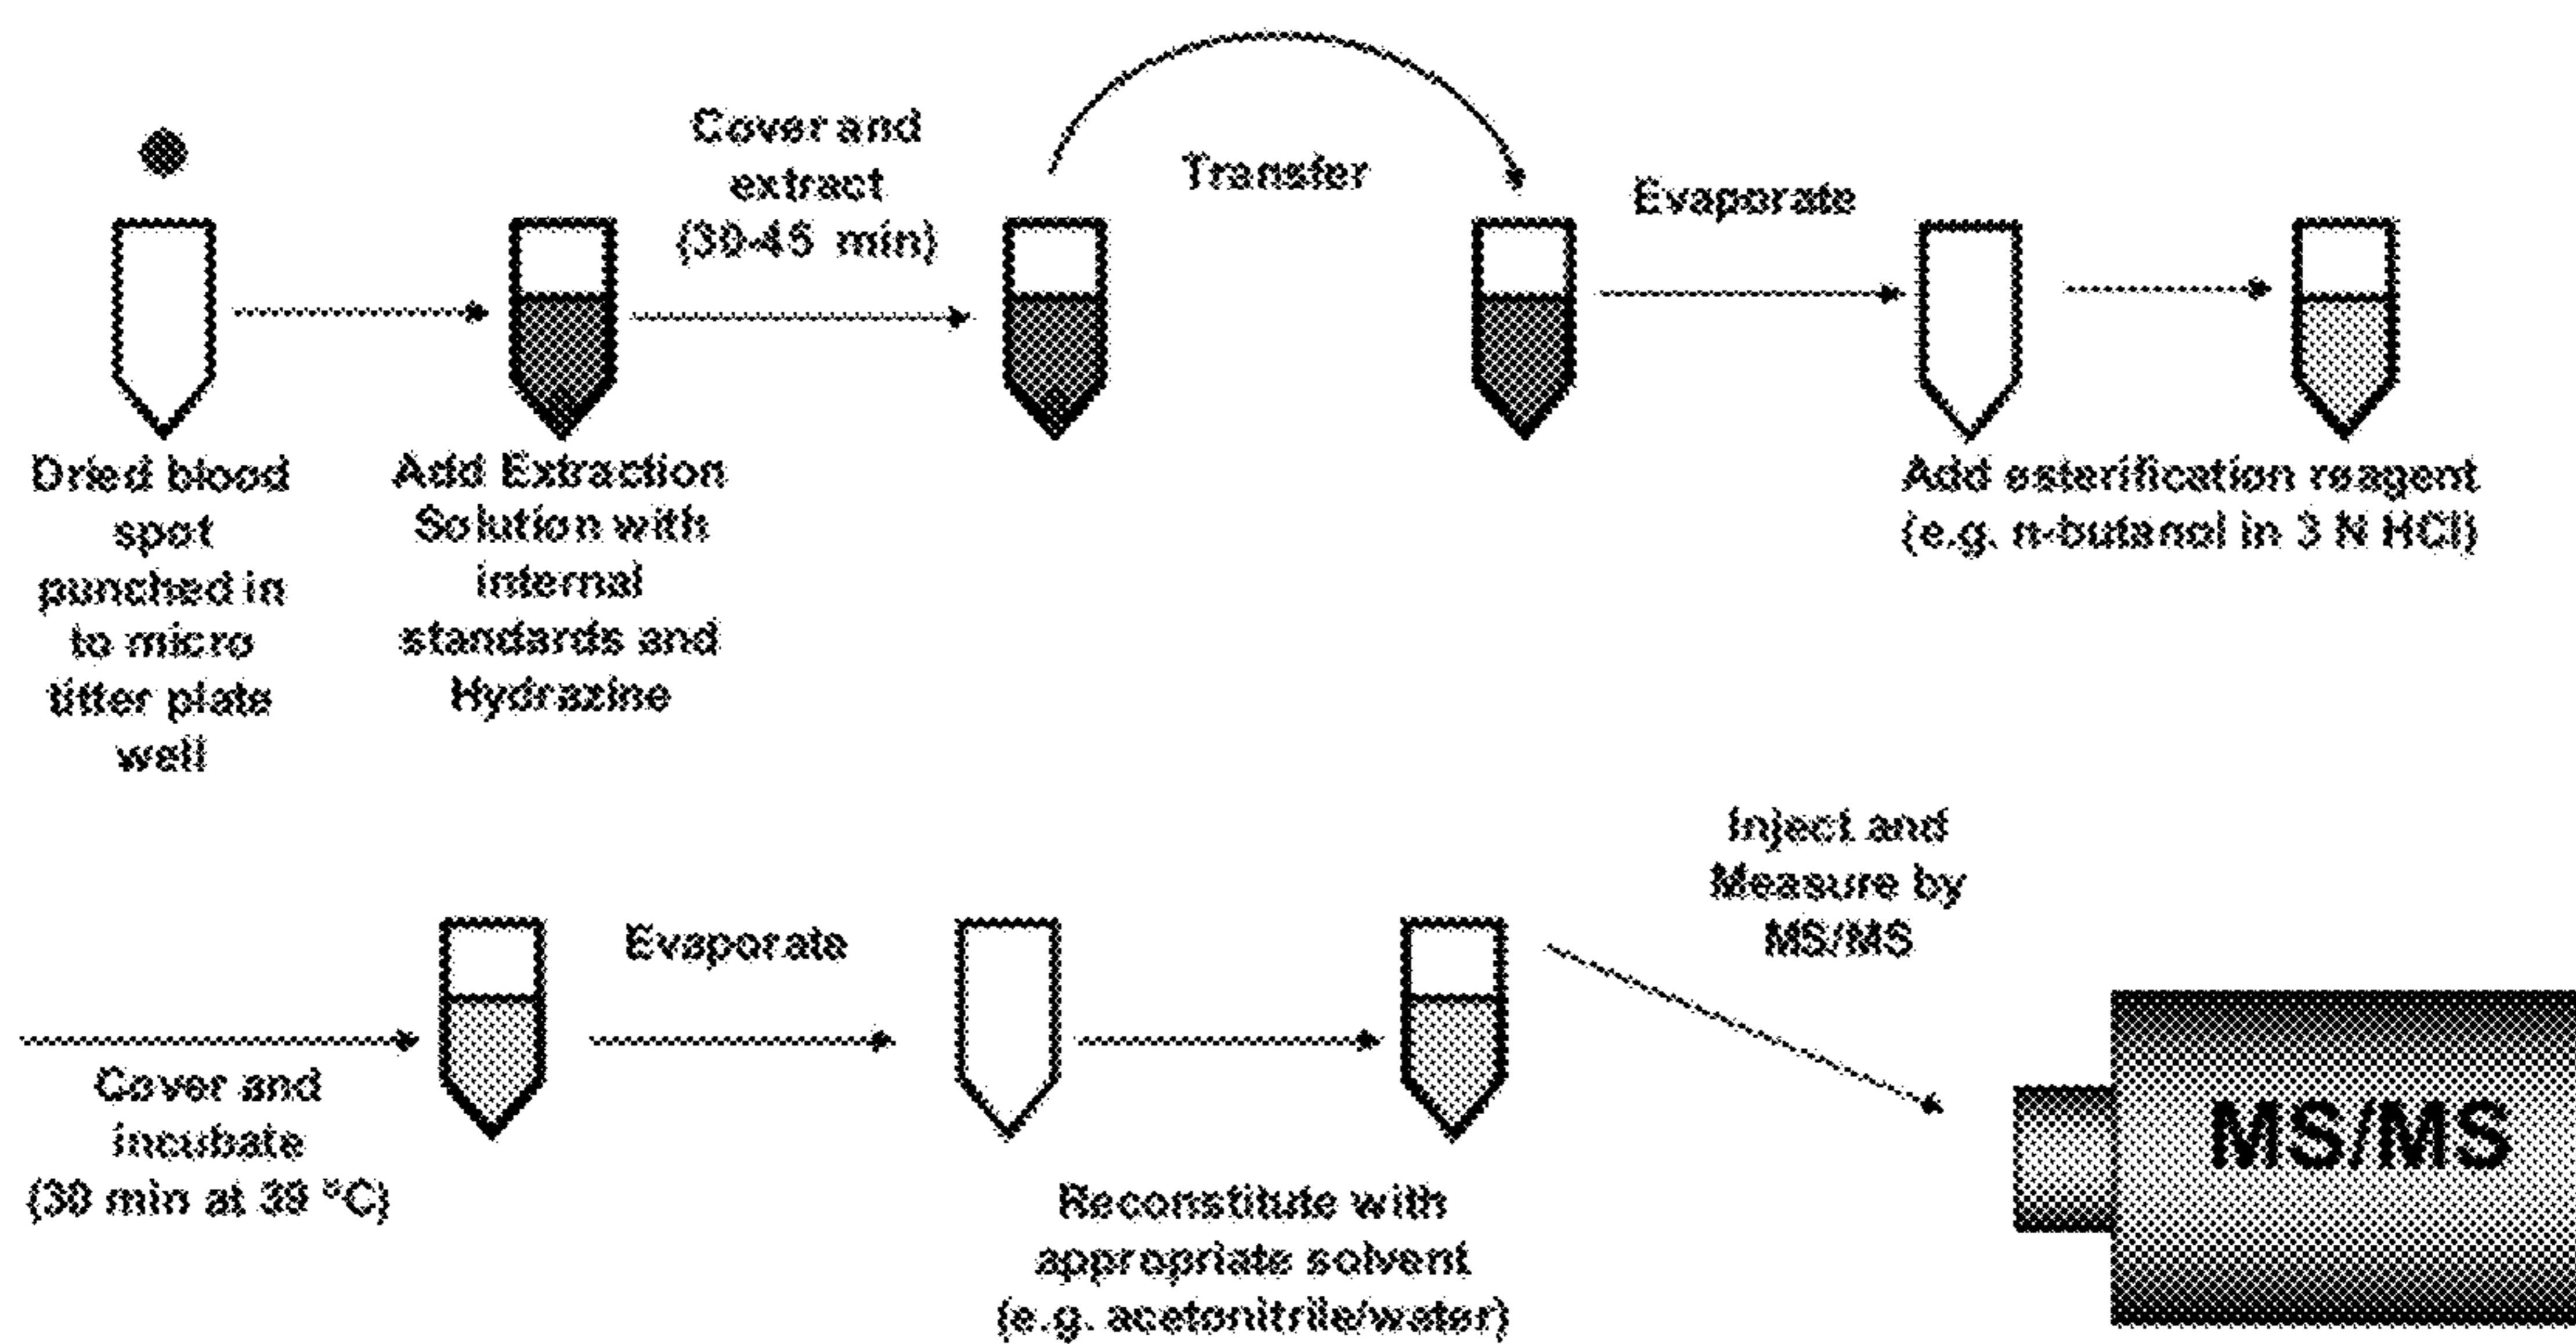 Cover and
extract
(30-45 min)
Transfer
Evaporate
Dried blood
spot
punched in
to micro
titter plate
well
Add Extraction
Solution with
internal
standards and
Hydrazine
Add esterification reagent
(e.g. n-butanol in 3 N HCl)
Cover and
incubate
(30 min at 39 °C)
Evaporate
Reconstitute with
appropriate solvent
(e.g. acetonitrile/water)
Inject and
Measure by
MS/MS
MS/MS